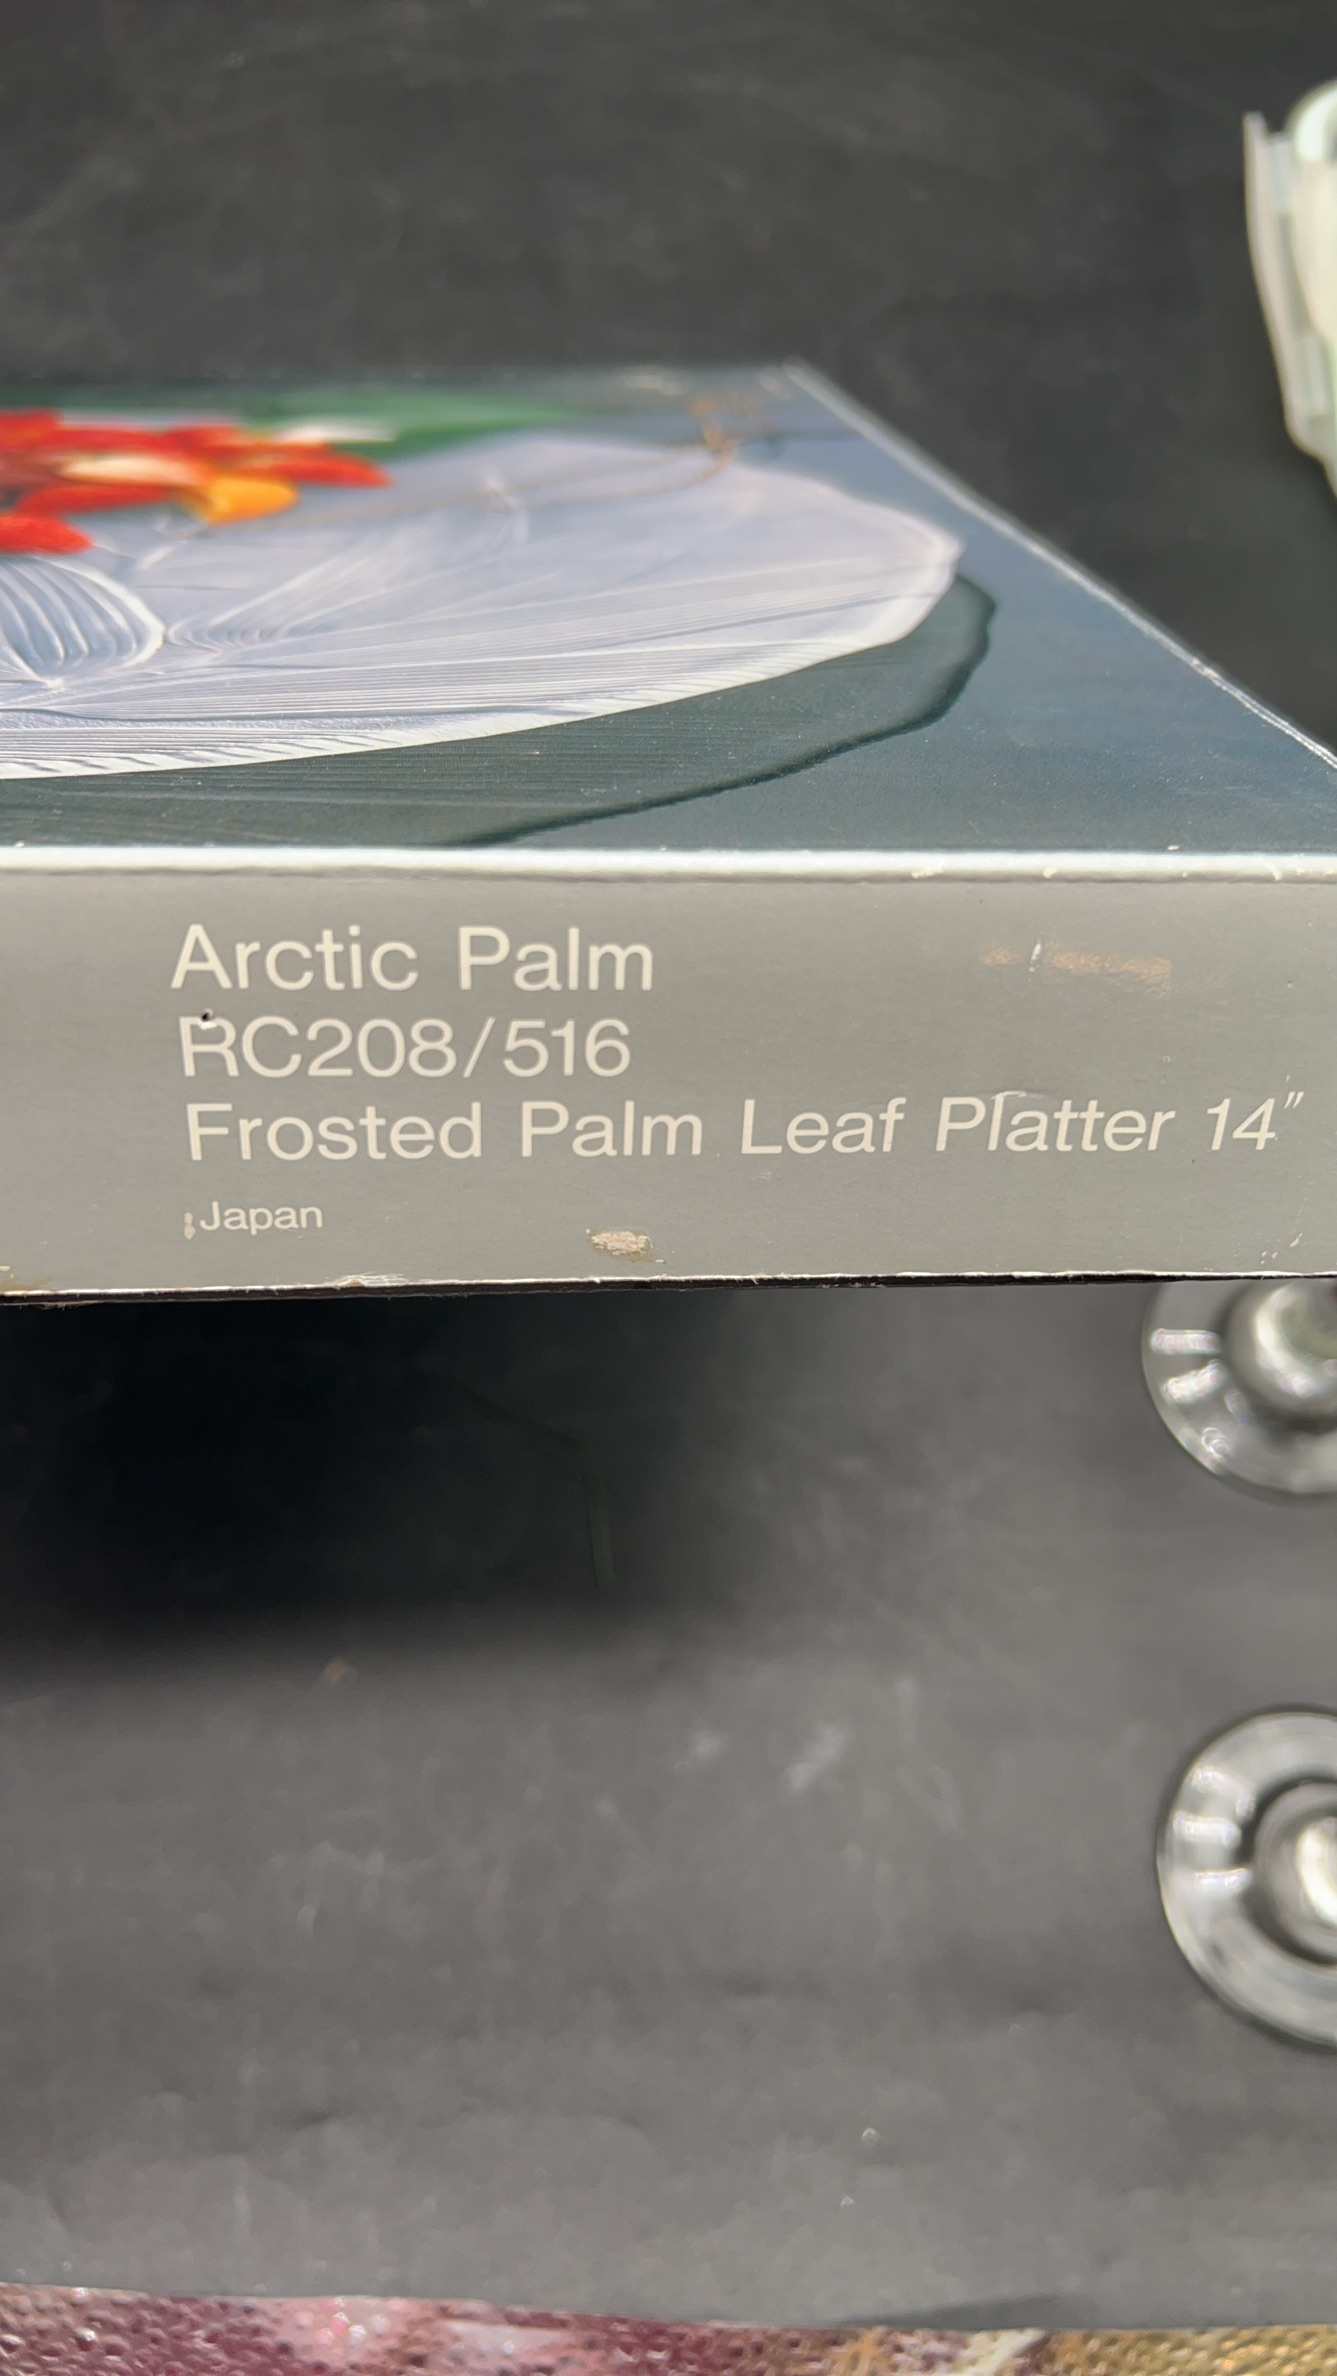 Arctic Palm
RC208/516
Frosted Palm Leaf Platter 14"
Japan